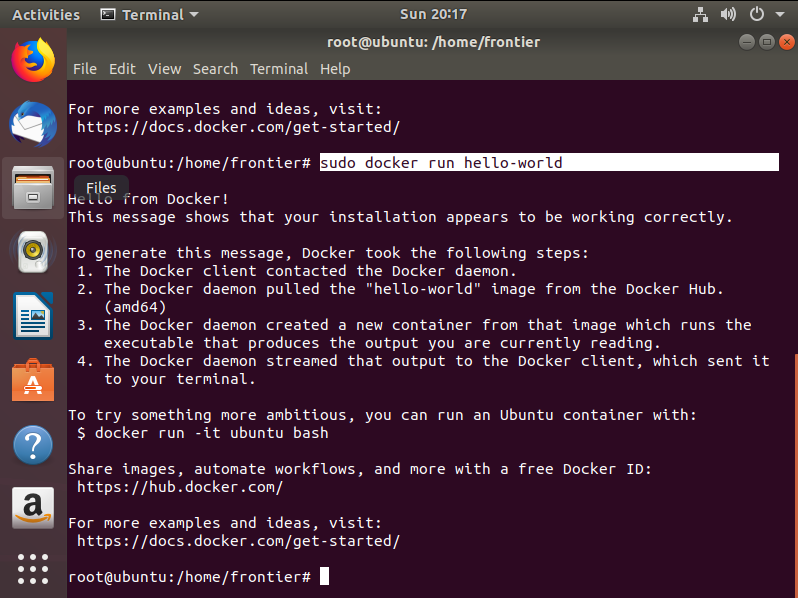 Activities Terminal Sun 20:17
root@ubuntu: /home/frontier
File Edit View Search Terminal Help
For more examples and ideas, visit:
https://docs.docker.com/get-started/
root@ubuntu:/home/frontier# sudo docker run hello-world
Files
Hello from Docker!
This message shows that your installation appears to be working correctly.
To generate this message, Docker took the following steps:
1. The Docker client contacted the Docker daemon.
2. The Docker daemon pulled the "hello-world" image from the Docker Hub.
(amd64)
3. The Docker daemon created a new container from that image which runs the
executable that produces the output you are currently reading.
4. The Docker daemon streamed that output to the Docker client, which sent it
to your terminal.
To try something more ambitious, you can run an Ubuntu container with:
$ docker run -it ubuntu bash
Share images, automate workflows, and more with a free Docker ID:
https://hub.docker.com/
For more examples and ideas, visit:
https://docs.docker.com/get-started/
root@ubuntu:/home/frontier#